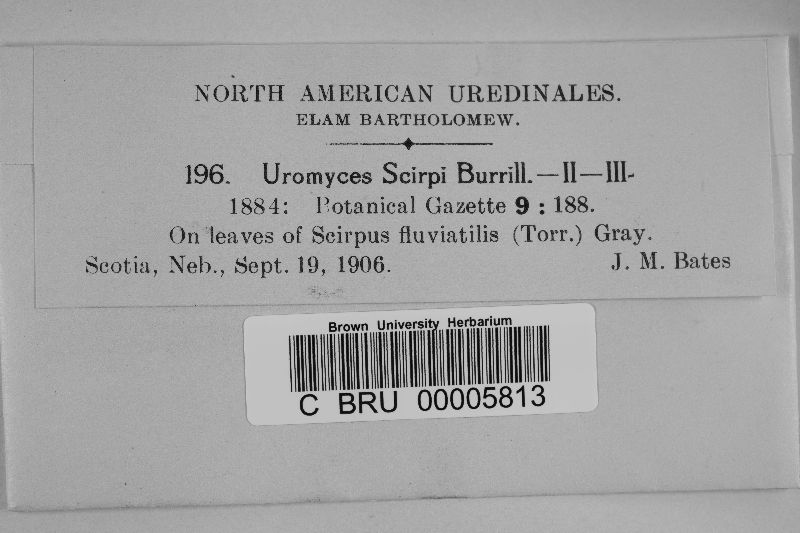 NORTH AMERICAN UREDINALES.
ELAM BARTHOLOMEW.
196. Uromyces Scirpi Burrill.—II—III-
1884: Botanical Gazette 9 : 188.
On leaves of Scirpus fluviatilis (Torr.) Gray.
Scotia, Neb., Sept. 19, 1906. J. M. Bates
Brown University Herbarium
C BRU 00005813